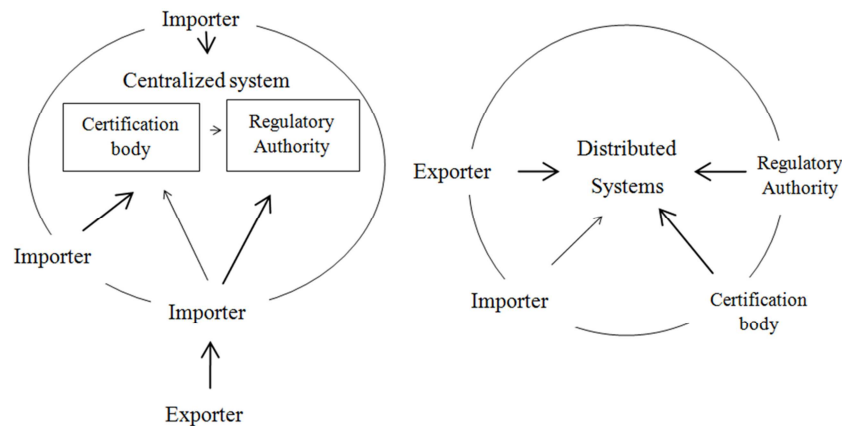 Importer
Centralized system
Certification
body
Regulatory
Authority
Importer
Importer
Exporter
Exporter
Distributed
Systems
Regulatory
Authority
Importer
Certification
body